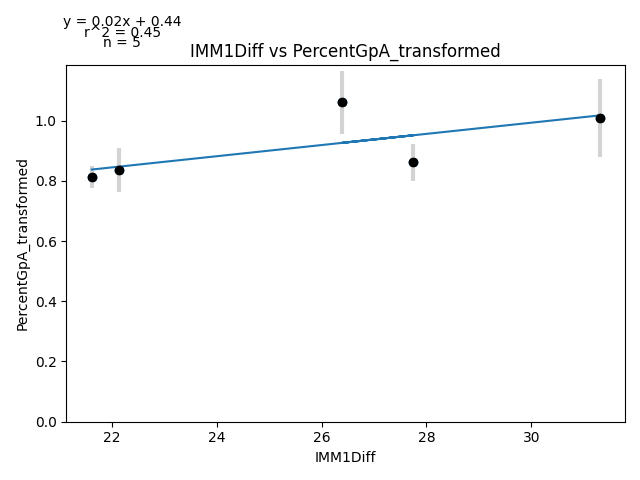 y = 0.02x + 0.44
r^2 = 0.45
n = 5
IMM1Diff vs PercentGpA_transformed
PercentGpA_transformed
1.0
0.8
0.6
0.4
0.2
0.0
22 24 26 28 30
IMM1Diff